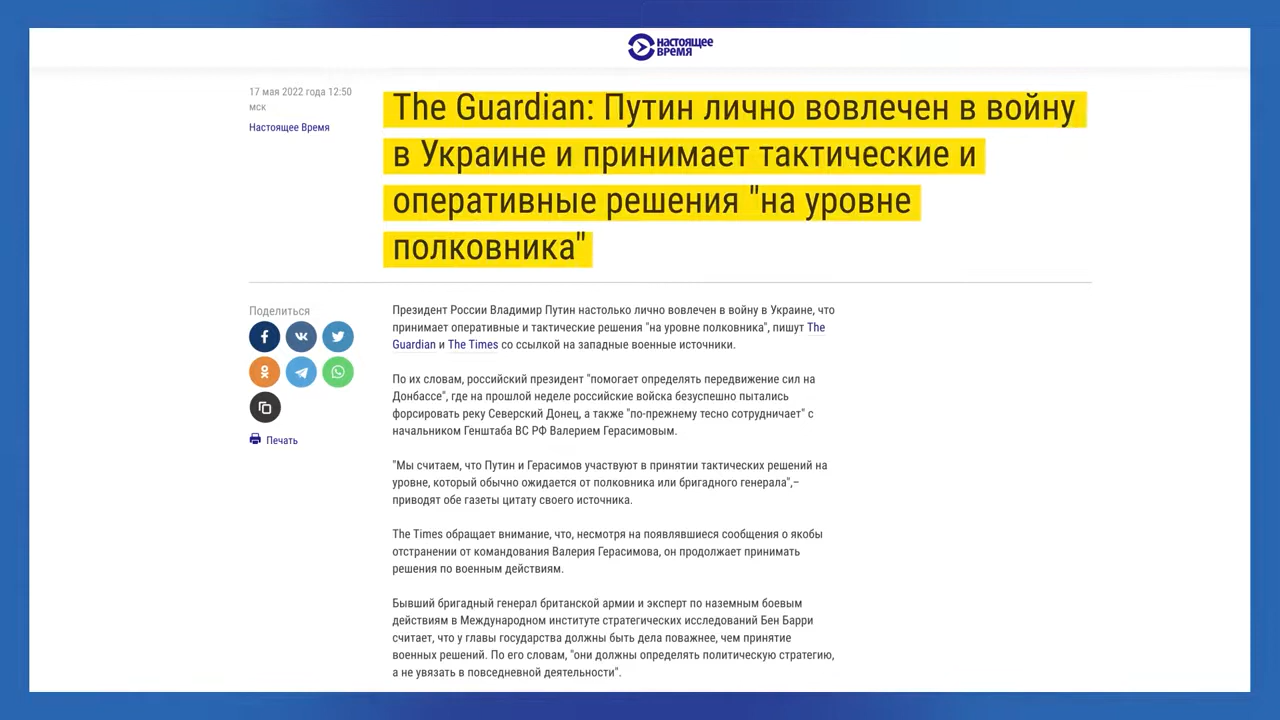 НАСТОЯЩЕЕ
ВРЕМЯ
17 мая 2022 года 12:50
мск
Настоящее Время
The Guardian: Путин лично вовлечен в войну
в Украине и принимает тактические и
оперативные решения "на уровне
полковника"
Поделиться
Печать
Президент России Владимир Путин настолько лично вовлечен в войну в Украине, что
принимает оперативные и тактические решения "на уровне полковника", пишут The
Guardian и The Times со ссылкой на западные военные источники.
По их словам, российский президент "помогает определять передвижение сил на
Донбассе", где на прошлой неделе российские войска безуспешно пытались
форсировать реку Северский Донец, а также "по-прежнему тесно сотрудничает" с
начальником Генштаба ВС РФ Валерием Герасимовым.
"Мы считаем, что Путин и Герасимов участвуют в принятии тактических решений на
уровне, который обычно ожидается от полковника или бригадного генерала",–
приводят обе газеты цитату своего источника.
The Times обращает внимание, что, несмотря на появлявшиеся сообщения о якобы
отстранении от командования Валерия Герасимова, он продолжает принимать
решения по военным действиям.
Бывший бригадный генерал британской армии и эксперт по наземным боевым
действиям в Международном институте стратегических исследований Бен Барри
считает, что у главы государства должны быть дела поважнее, чем принятие
военных решений. По его словам, "они должны определять политическую стратегию,
а не увязать в повседневной деятельности".